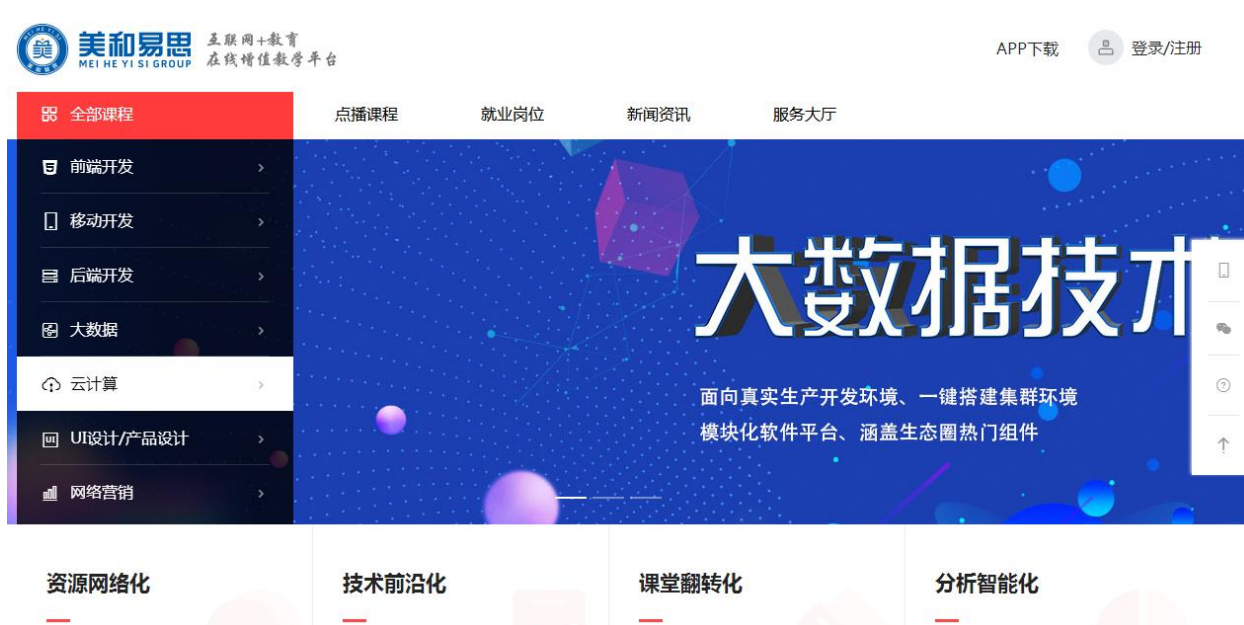 美和易思
MEI HE YI SI GROUP
互联网+教育
在线增值教学平台
APP下载
登录/注册
全部课程
点播课程
就业岗位
新闻资讯
服务大厅
前端开发
移动开发
后端开发
大数据
云计算
UI设计/产品设计
网络营销
大数据技术
面向真实生产开发环境、一键搭建集群环境
模块化软件平台、涵盖生态圈热门组件
资源网络化
技术前沿化
课堂翻转化
分析智能化